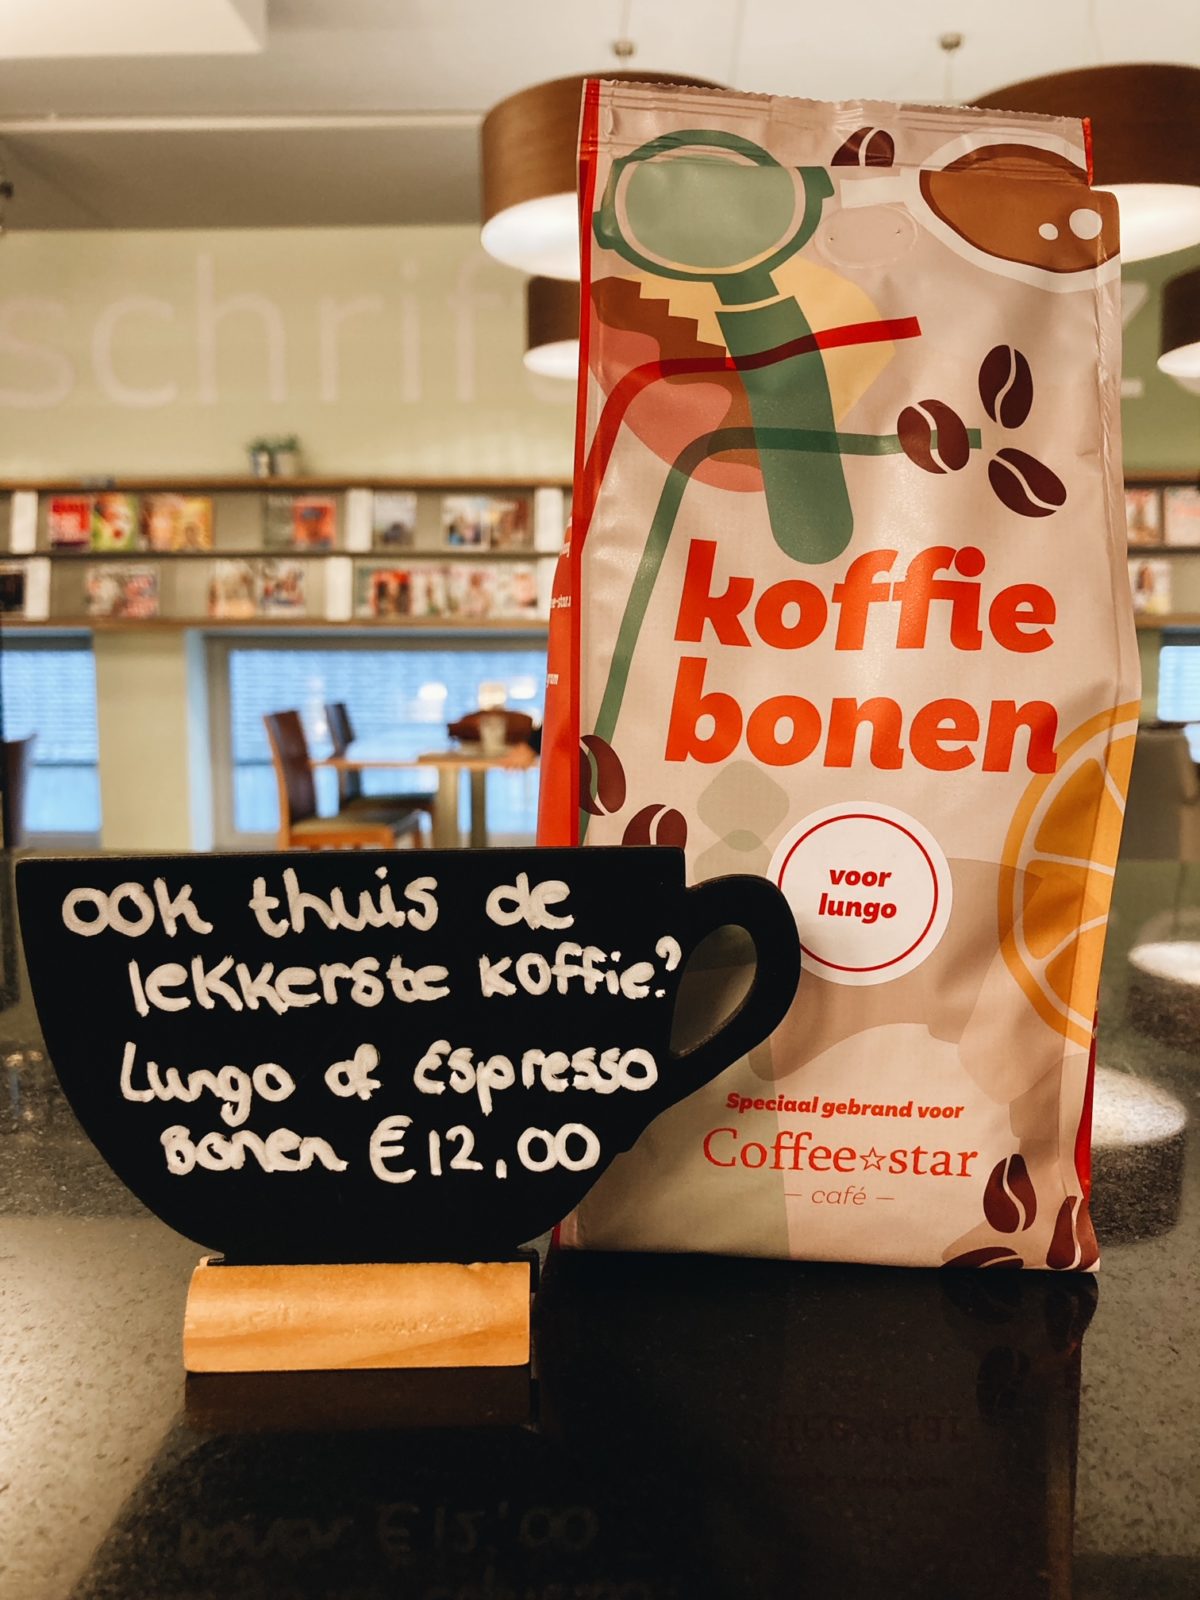 schrif
koffie
bonen
voor
lungo
Speciaal gebrand voor
Coffee☆star
— café —
ook thuis de
lekkerste koffie?
Lungo of Espresso
Bonen €12,00